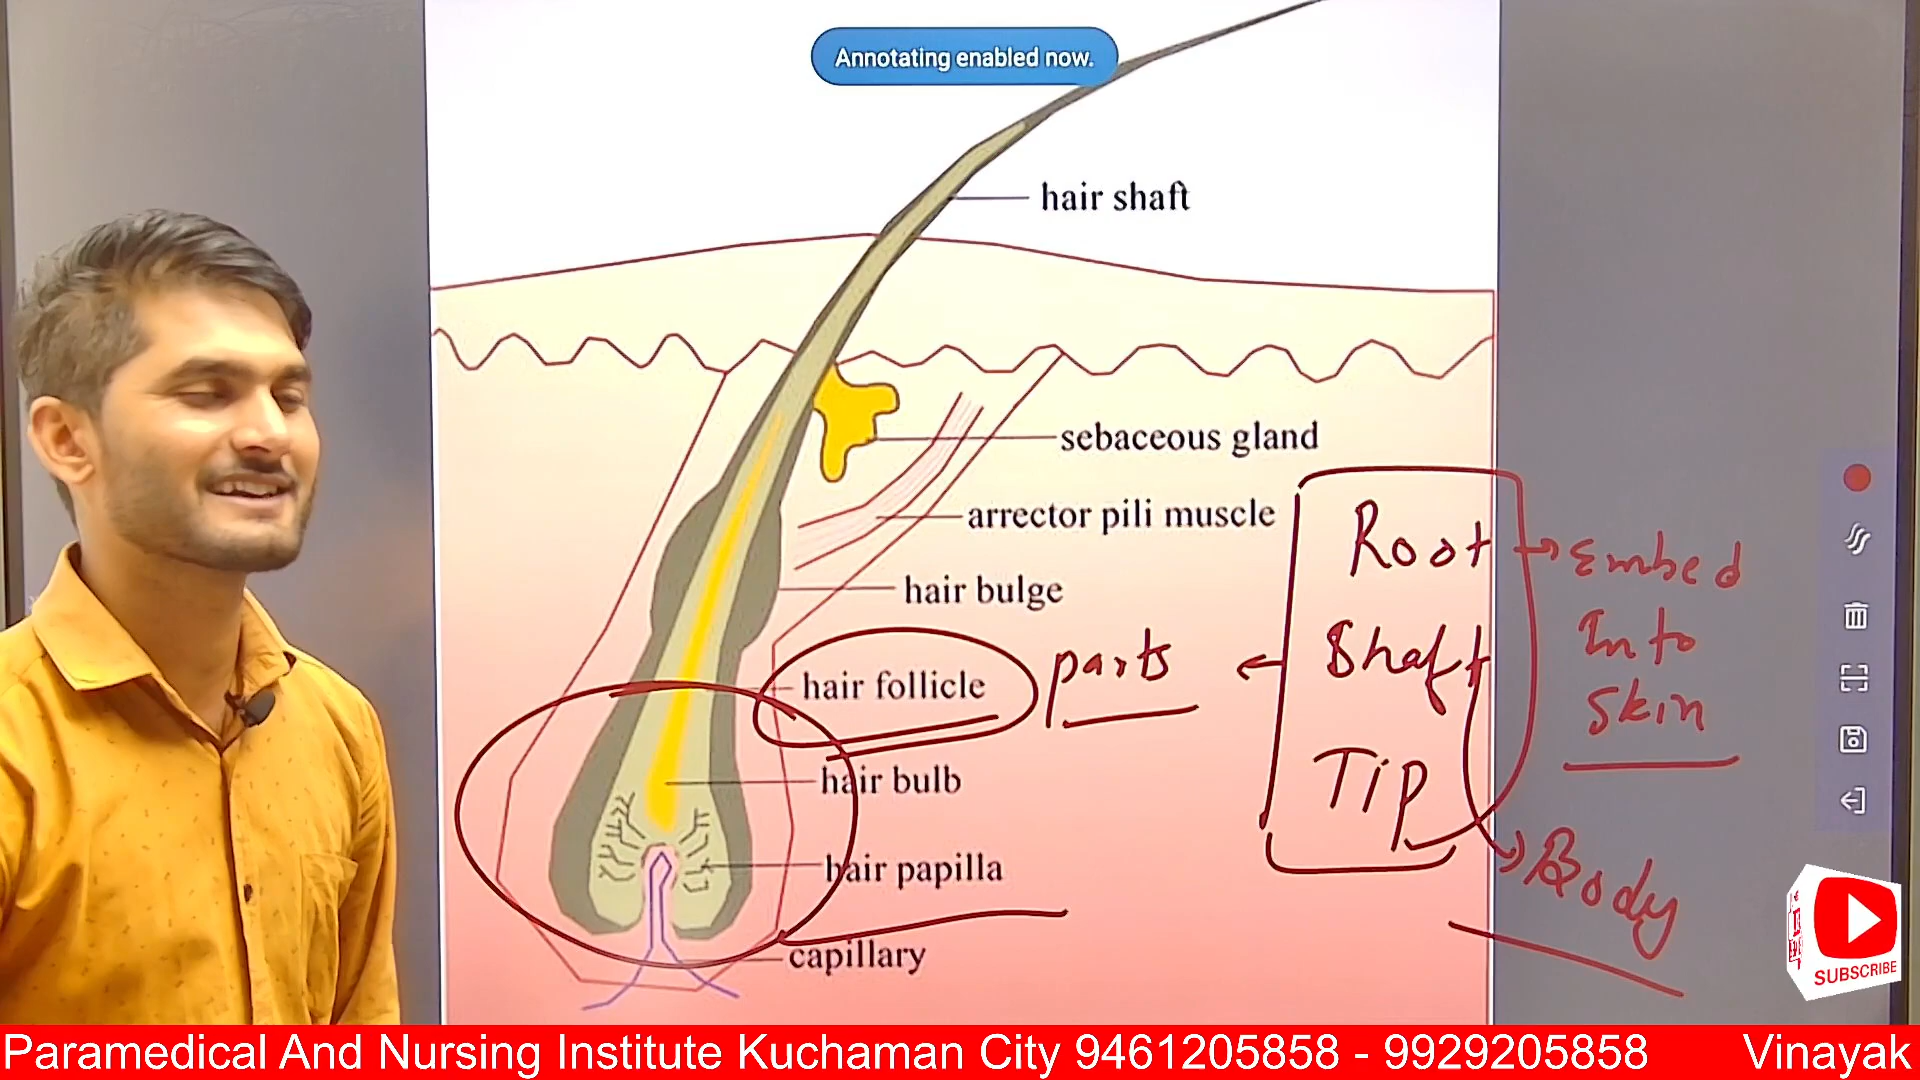 Annotating enabled now.
hair shaft
sebaceous gland
arrector pili muscle
hair bulge
hair follicle
hair bulb
hair papilla
capillary
parts
Root
Shaft
Tip
Embed
Into
Skin
Body
SUBSCRIBE
Paramedical And Nursing Institute Kuchaman City 9461205858 - 9929205858 Vinayak